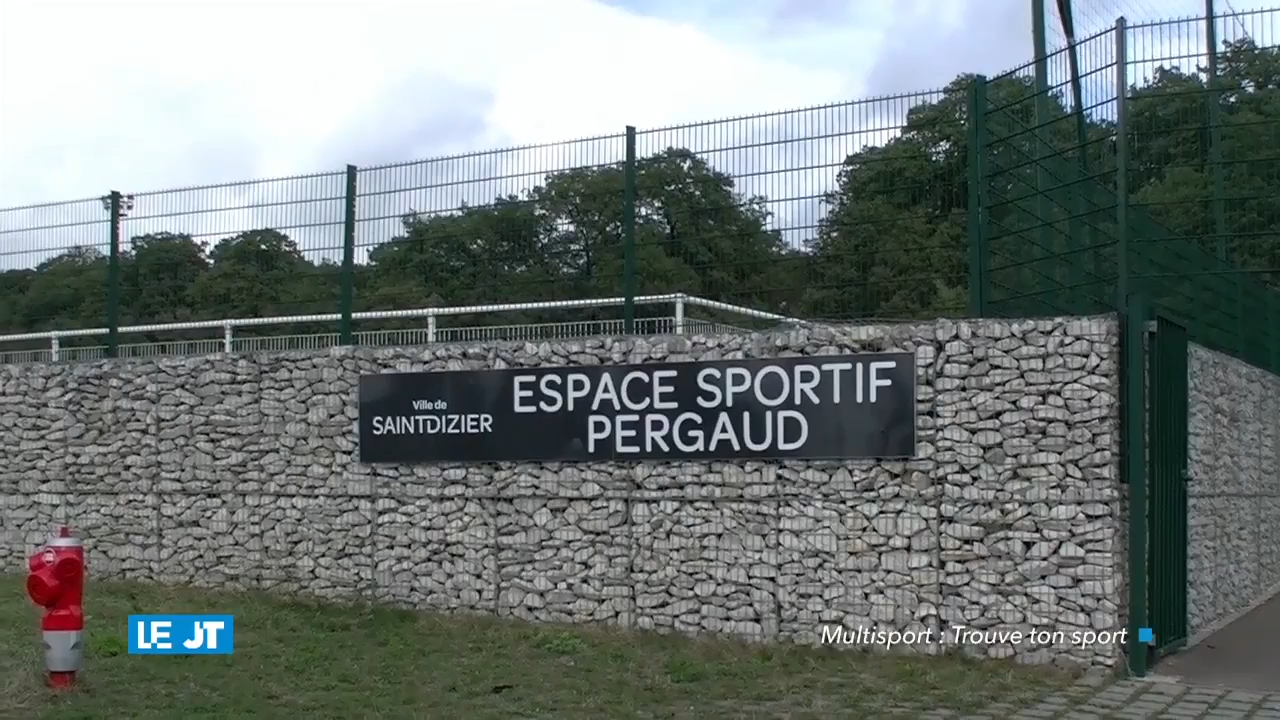 Ville de
SAINTDIZIER
ESPACE SPORTIF
PERGAUD
LE JT
Multisport : Trouve ton sport